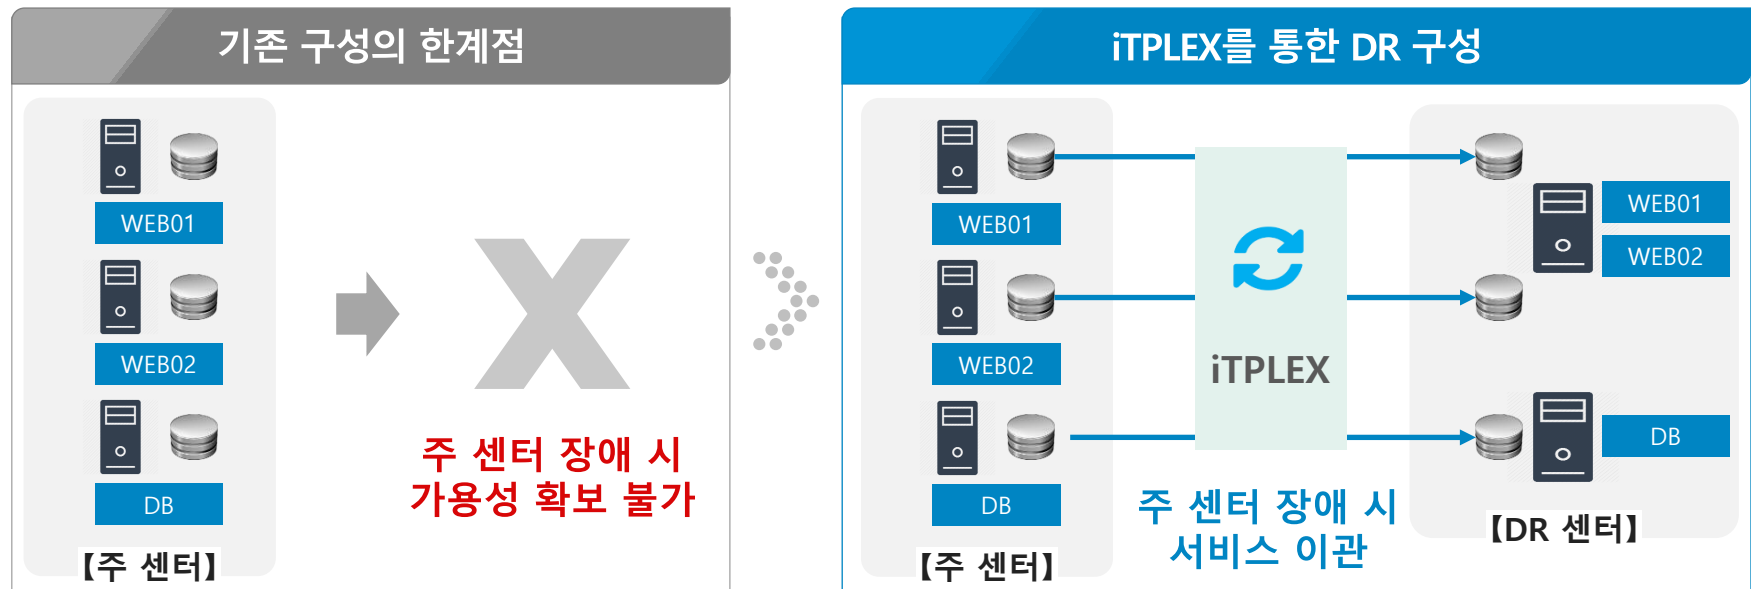 기존 구성의 한계점
WEB01
WEB02
DB
【주 센터】
주 센터 장애 시
가용성 확보 불가
iTPLEX를 통한 DR 구성
WEB01
WEB02
DB
【주 센터】
iTPLEX
주 센터 장애 시
서비스 이관
WEB01
WEB02
DB
【DR 센터】